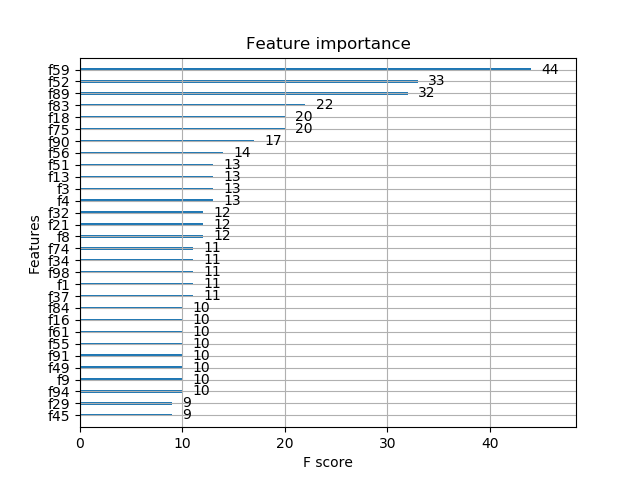 Feature importance
f59 44
f52 33
f89 32
f83 22
f18 20
f75 20
f90 17
f56 14
f51 13
f13 13
f3 13
f4 13
f32 12
f21 12
f8 12
f74 11
f34 11
f98 11
f1 11
f37 11
f84 10
f16 10
f61 10
f55 10
f91 10
f49 10
f9 10
f94 10
f29 9
f45 9
Features
0 10 20 30 40
F score